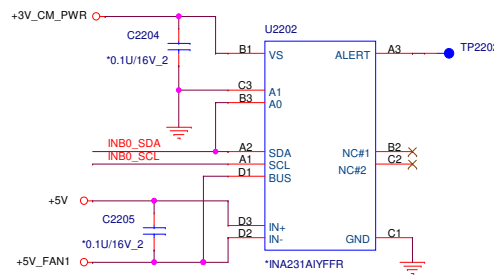 +3V_CM_PWR
C2204
*0.1U/16V_2
U2202
B1 VS ALERT A3
TP2202
C3 A1
B3 A0
INB0_SDA A2 SDA NC#1 B2
INB0_SCL A1 SCL NC#2 C2
D1 BUS
+5V
C2205
*0.1U/16V_2
D3 IN+
D2 IN- GND C1
+5V_FAN1
*INA231AIYFFR